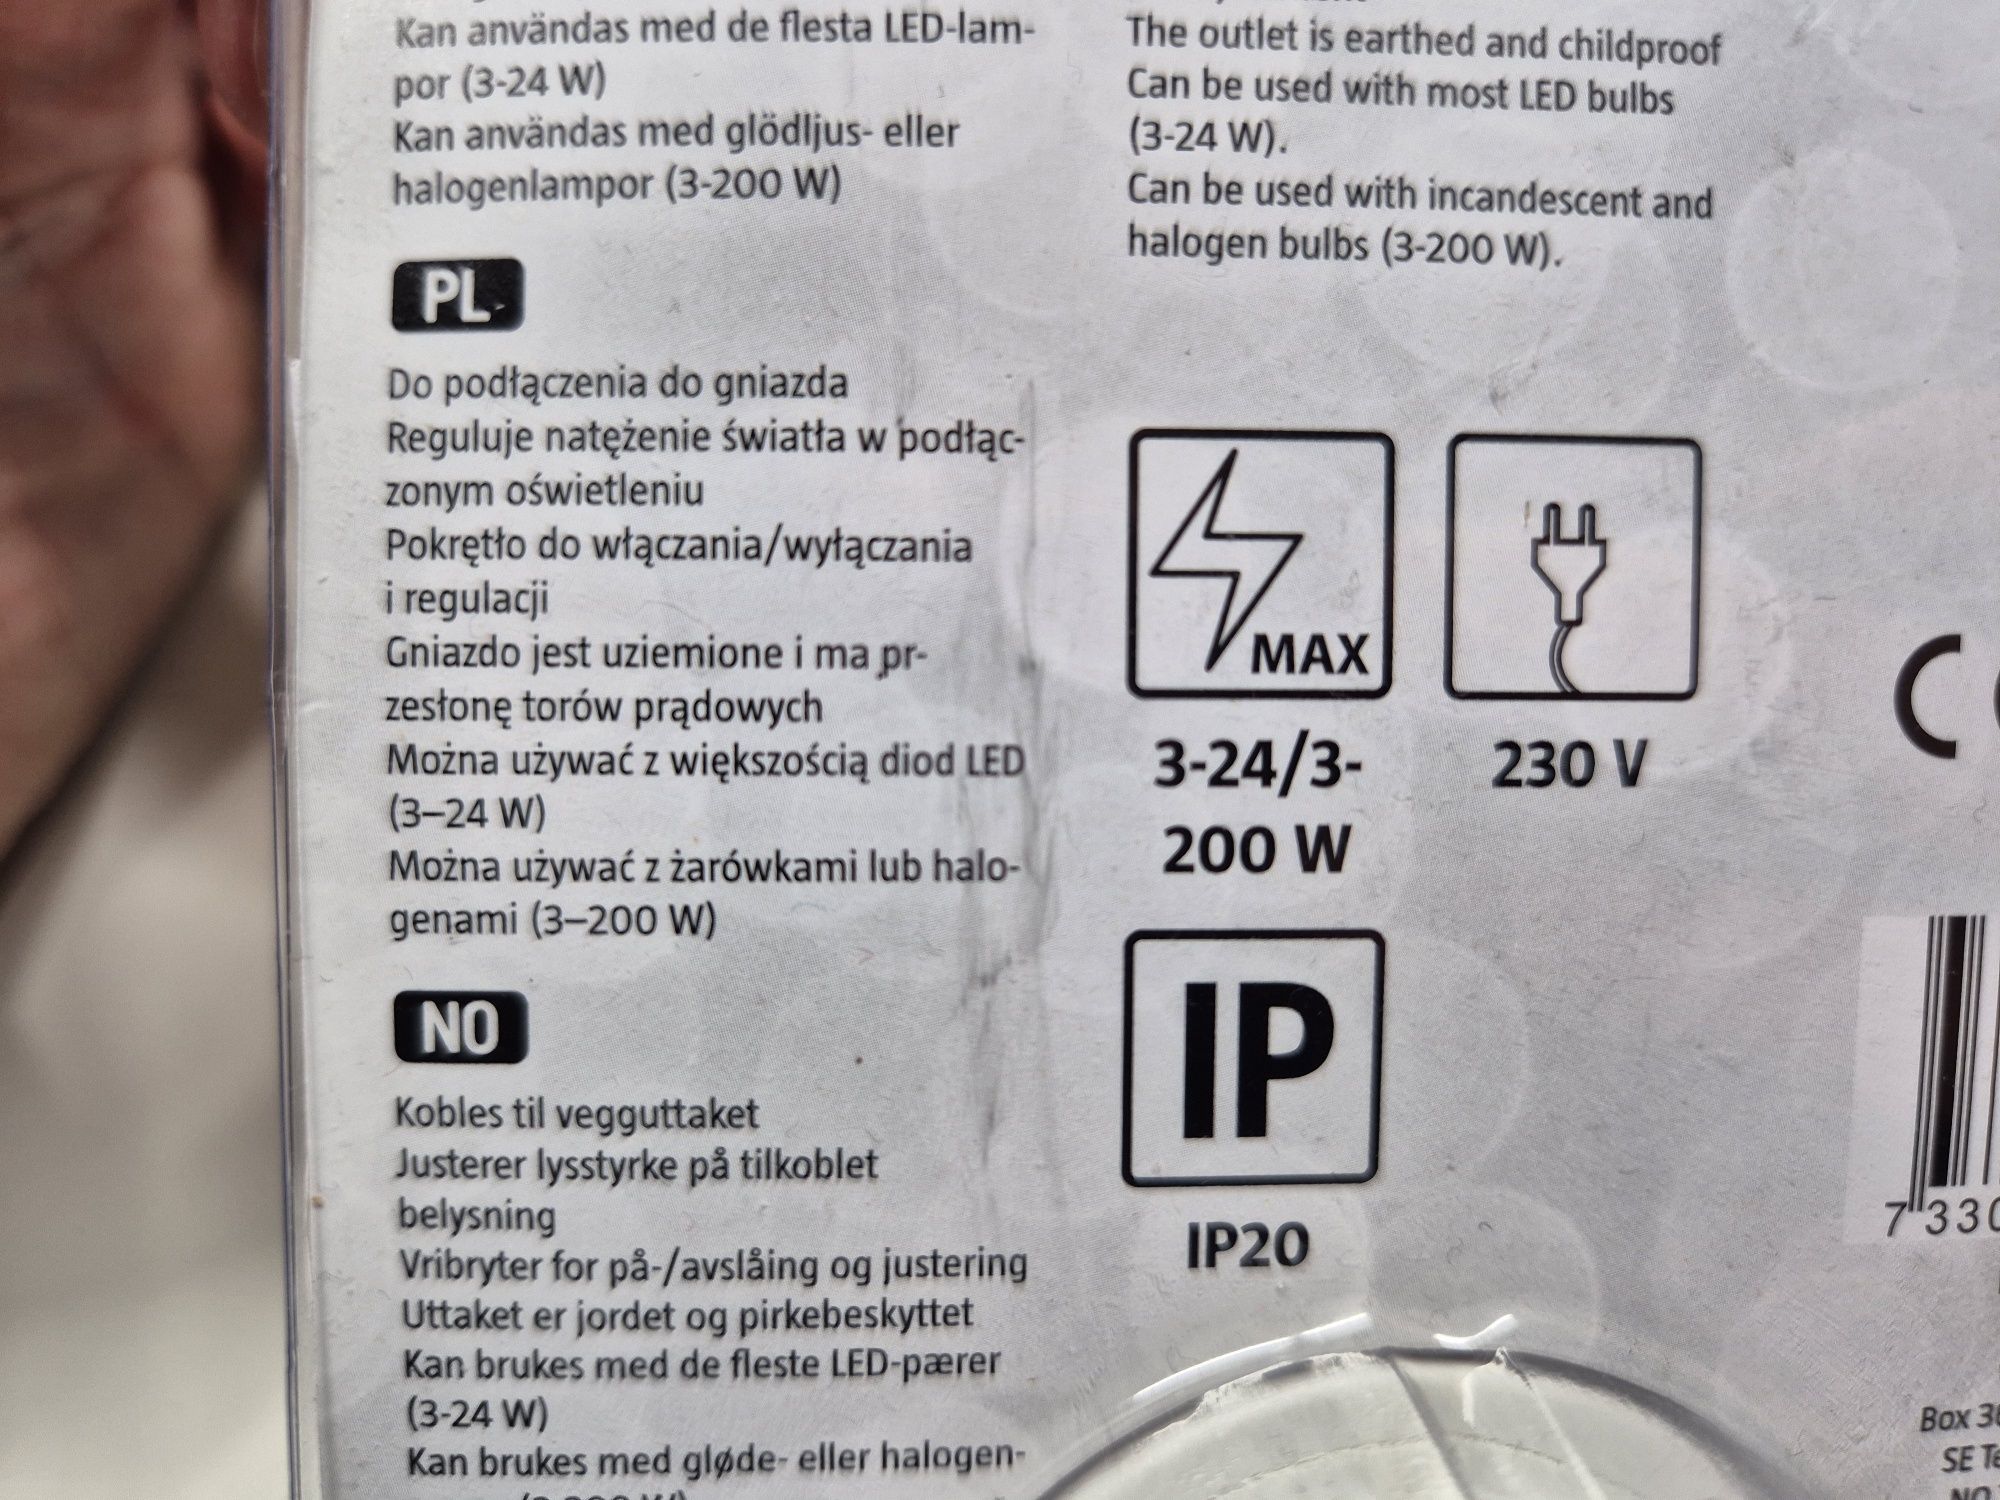 Kan användas med de flesta LED-lam-
por (3-24 W)
Kan användas med glödljus- eller
halogenlampor (3-200 W)
PL
Do podłączenia do gniazda
Reguluje natężenie światła w podłąc-
zonym oświetleniu
Pokrętło do włączania/wyłączania
i regulacji
Gniazdo jest uziemione i ma pr-
zesłonę torów prądowych
Można używać z większością diod LED
(3–24 W)
Można używać z żarówkami lub halo-
genami (3–200 W)
NO
Kobles til vegguttaket
Justerer lysstyrke på tilkoblet
belysning
Vribryter for på-/avslåing og justering
Uttaket er jordet og pirkebeskyttet
Kan brukes med de fleste LED-pærer
(3-24 W)
Kan brukes med gløde- eller halogen-
The outlet is earthed and childproof
Can be used with most LED bulbs
(3-24 W).
Can be used with incandescent and
halogen bulbs (3-200 W).
MAX
3-24/3-
200 W
230 V
IP
IP20
7 330
Box
SE
NO